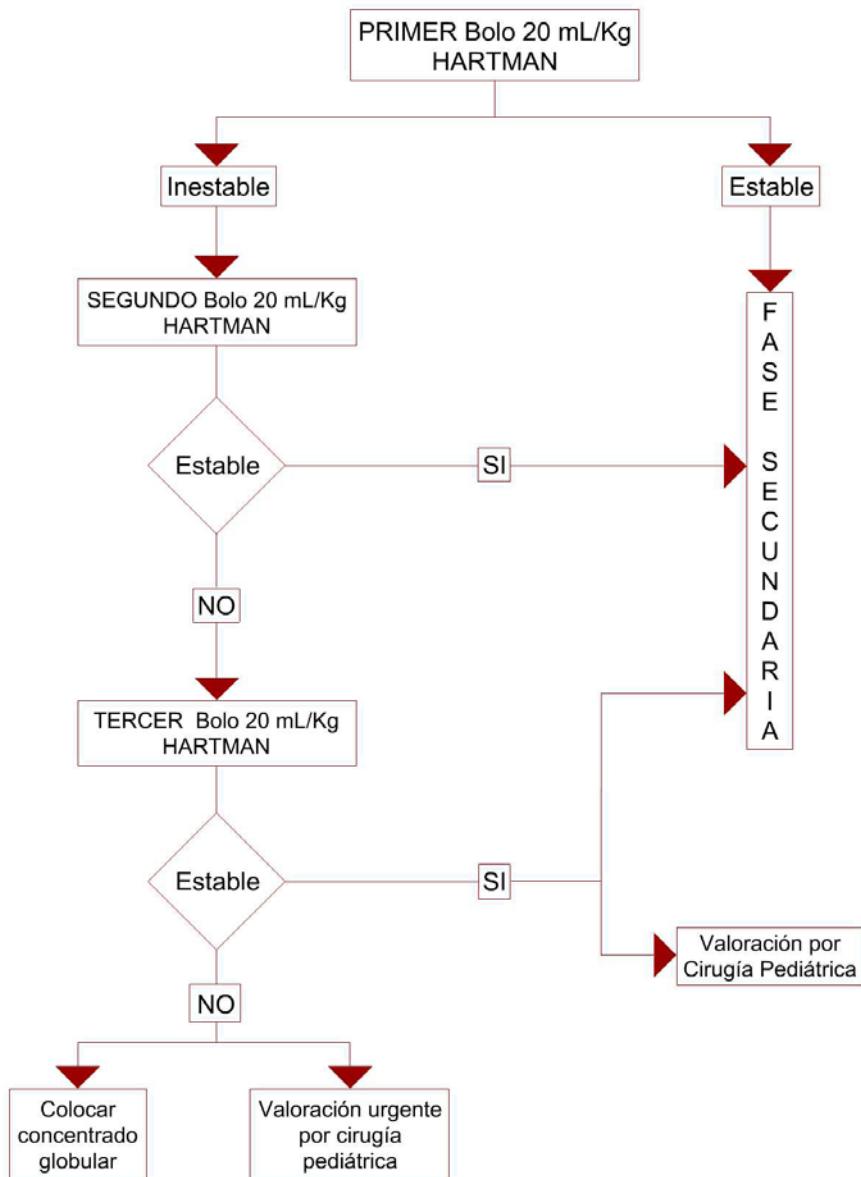 PRIMER Bolo 20 mL/Kg
HARTMAN
Inestable
Estable
SEGUNDO Bolo 20 mL/Kg
HARTMAN
FASE SECUNDARIA
Estable
SI
NO
TERCER Bolo 20 mL/Kg
HARTMAN
Estable
SI
Valoración por
Cirugía Pediátrica
NO
Colocar
concentrado
globular
Valoración urgente
por cirugía
pediátrica